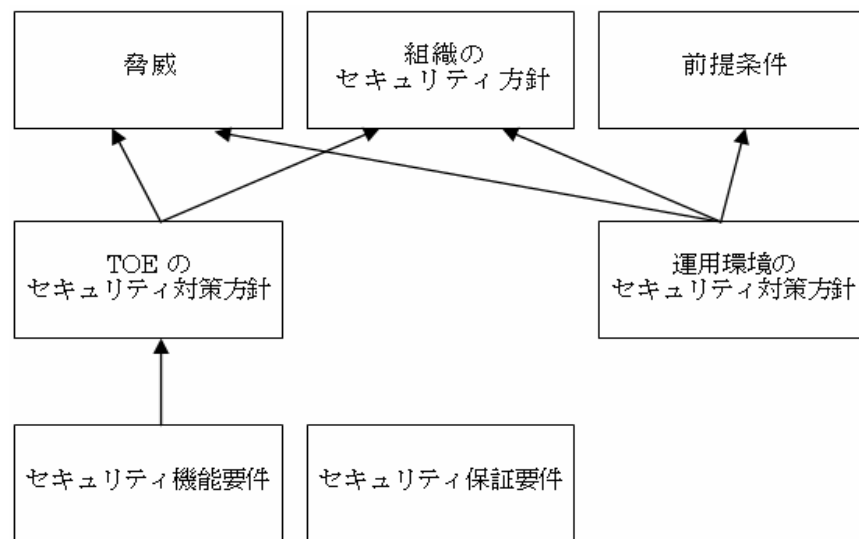 脅威
組織の
セキュリティ方針
前提条件
TOE の
セキュリティ対策方針
運用環境の
セキュリティ対策方針
セキュリティ機能要件
セキュリティ保証要件